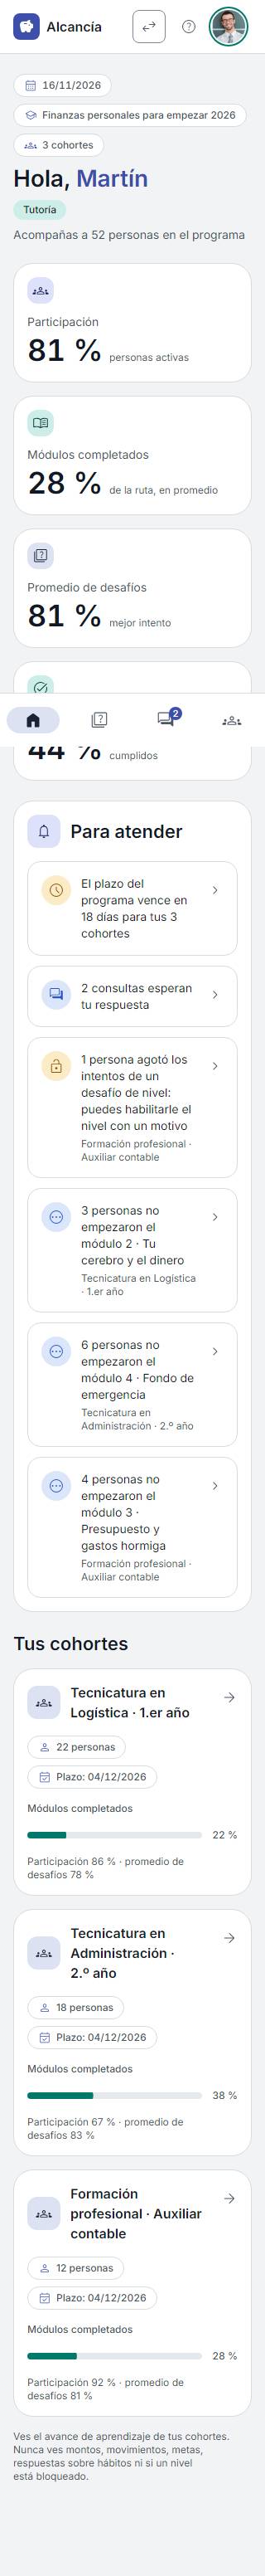 Alcancía
16/11/2026
Finanzas personales para empezar 2026
3 cohortes
Hola, Martín
Tutoría
Acompañas a 52 personas en el programa
Participación
81 % personas activas
Módulos completados
28 % de la ruta, en promedio
Promedio de desafíos
81 % mejor intento
2
44 % cumplidos
Para atender
El plazo del
programa vence en
18 días para tus 3
cohortes
2 consultas esperan
tu respuesta
1 persona agotó los
intentos de un
desafío de nivel:
puedes habilitarle el
nivel con un motivo
Formación profesional ·
Auxiliar contable
3 personas no
empezaron el
módulo 2 · Tu
cerebro y el dinero
Tecnicatura en Logística
· 1.er año
6 personas no
empezaron el
módulo 4 · Fondo de
emergencia
Tecnicatura en
Administración · 2.º año
4 personas no
empezaron el
módulo 3 ·
Presupuesto y
gastos hormiga
Formación profesional ·
Auxiliar contable
Tus cohortes
Tecnicatura en
Logística · 1.er año
22 personas
Plazo: 04/12/2026
Módulos completados
22 %
Participación 86 % · promedio de
desafíos 78 %
Tecnicatura en
Administración ·
2.º año
18 personas
Plazo: 04/12/2026
Módulos completados
38 %
Participación 67 % · promedio de
desafíos 83 %
Formación
profesional · Auxiliar
contable
12 personas
Plazo: 04/12/2026
Módulos completados
28 %
Participación 92 % · promedio de
desafíos 81 %
Ves el avance de aprendizaje de tus cohortes.
Nunca ves montos, movimientos, metas,
respuestas sobre hábitos ni si un nivel
está bloqueado.